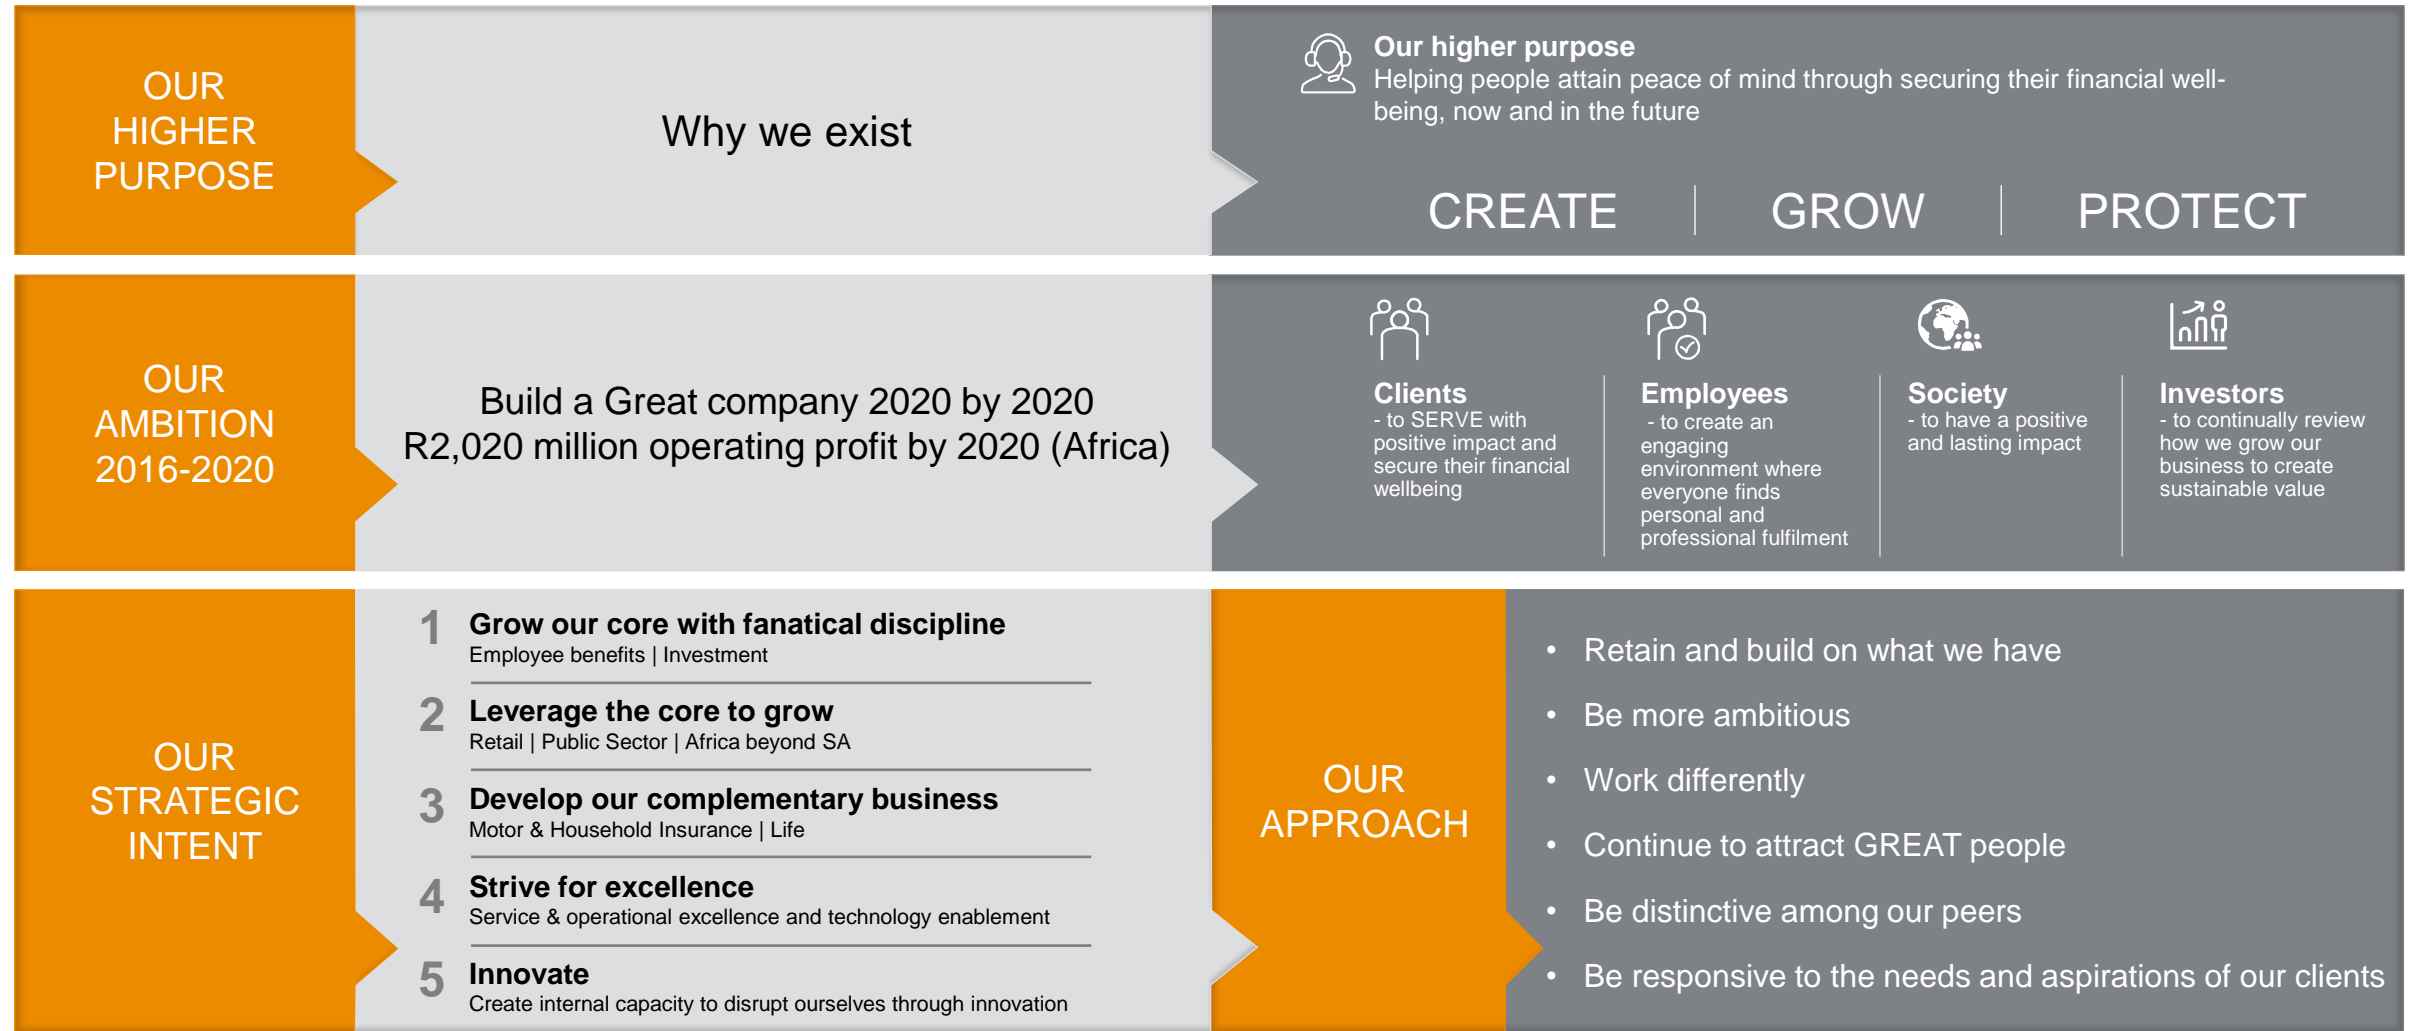 OUR
HIGHER
PURPOSE
Why we exist
Our higher purpose
Helping people attain peace of mind through securing their financial well-
being, now and in the future
CREATE
GROW
PROTECT
OUR
AMBITION
2016-2020
Build a Great company 2020 by 2020
R2,020 million operating profit by 2020 (Africa)
Clients
- to SERVE with
positive impact and
secure their financial
wellbeing
Employees
- to create an
engaging
environment where
everyone finds
personal and
professional fulfilment
Society
- to have a positive
and lasting impact
Investors
- to continually review
how we grow our
business to create
sustainable value
OUR
STRATEGIC
INTENT
1 Grow our core with fanatical discipline
Employee benefits | Investment
2 Leverage the core to grow
Retail | Public Sector | Africa beyond SA
3 Develop our complementary business
Motor & Household Insurance | Life
4 Strive for excellence
Service & operational excellence and technology enablement
5 Innovate
Create internal capacity to disrupt ourselves through innovation
OUR
APPROACH
• Retain and build on what we have
• Be more ambitious
• Work differently
• Continue to attract GREAT people
• Be distinctive among our peers
• Be responsive to the needs and aspirations of our clients